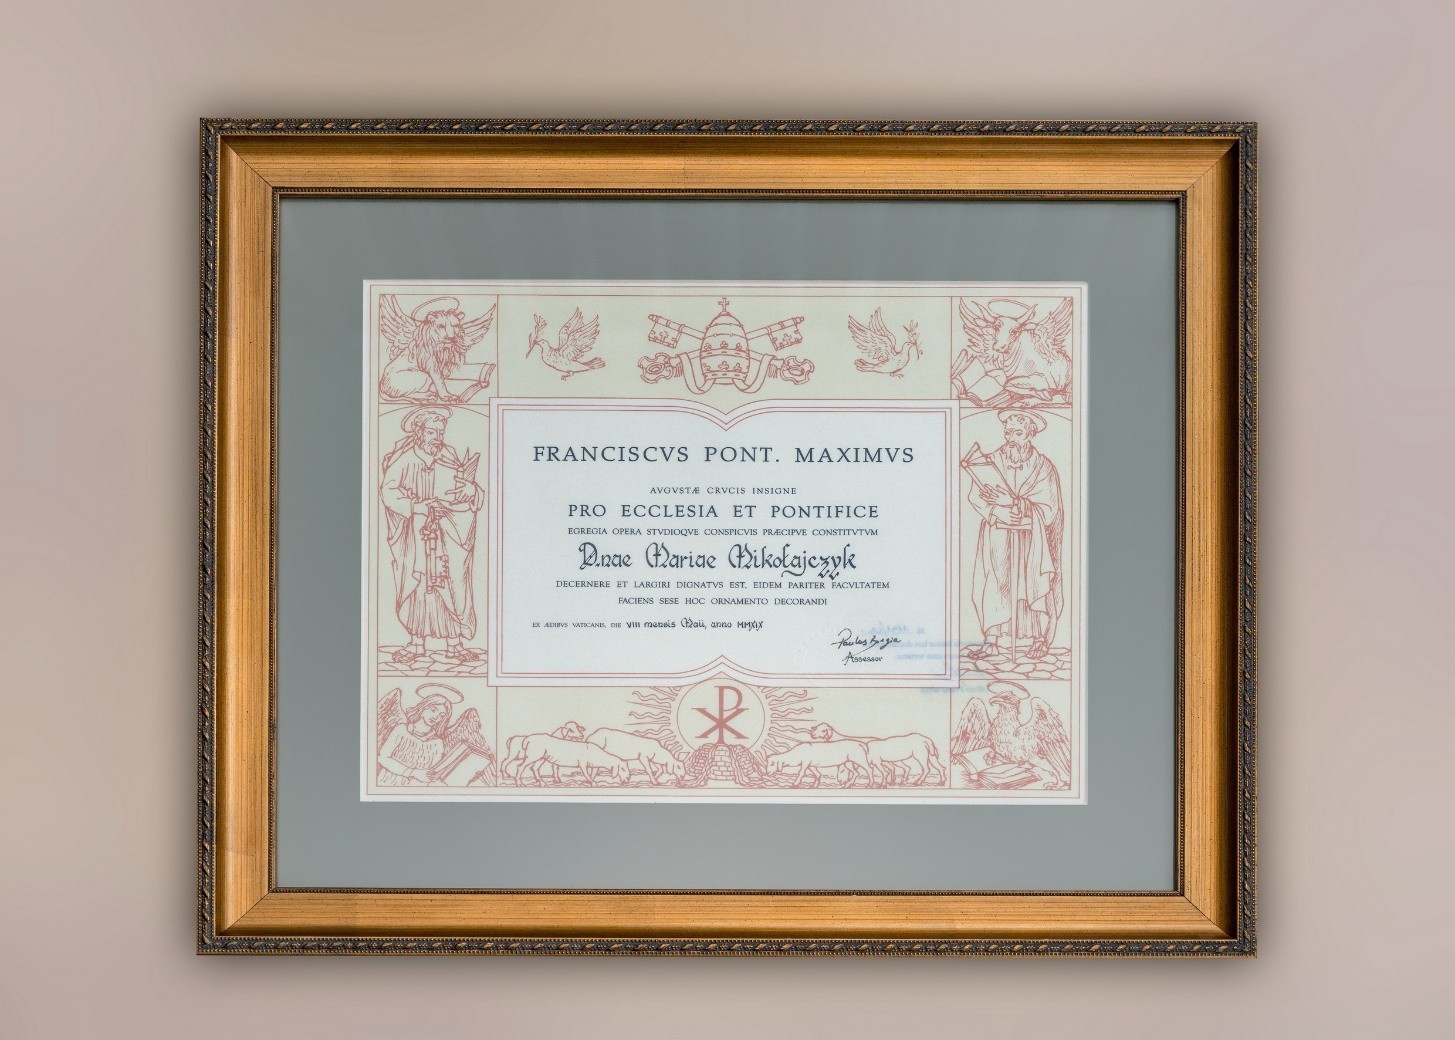 FRANCISCVS PONT. MAXIMVS
AVGVSTÆ CRVCIS INSIGNE
PRO ECCLESIA ET PONTIFICE
EGREGIA OPERA STVDIOQVE CONSPICVIS PRÆCIPVE CONSTITVTVM
Dnae Mariae Mikołajczyk
DECERNERE ET LARGIRI DIGNATVS EST, EIDEM PARITER FACVLTATEM
FACIENS SESE HOC ORNAMENTO DECORANDI
EX ÆDIBVS VATICANIS, DIE VIII mensis Maii, anno MMXIX
Paulus Borgia
Assessor